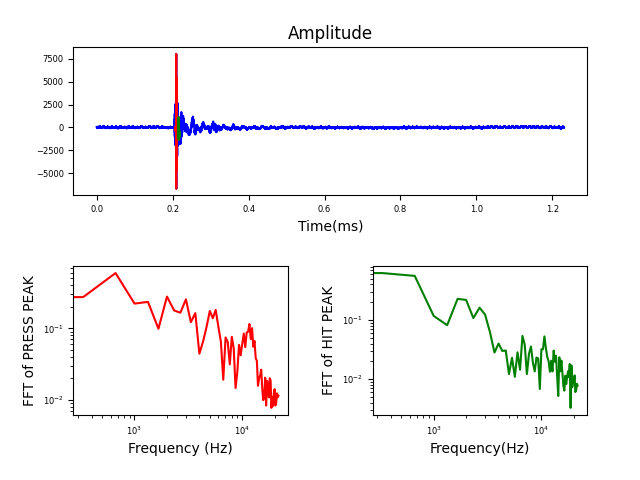 Amplitude
7500
5000
2500
0
−2500
−5000
0.0 0.2 0.4 0.6 0.8 1.0 1.2
Time(ms)
FFT of PRESS PEAK
10⁻¹
10⁻²
10³ 10⁴
Frequency (Hz)
FFT of HIT PEAK
10⁻¹
10⁻²
10³ 10⁴
Frequency(Hz)